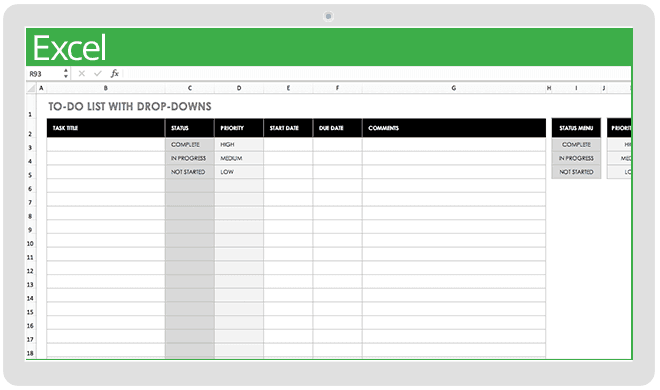 Excel
R93 fx
A B C D E F G H I J
1 TO-DO LIST WITH DROP-DOWNS
2 TASK TITLE STATUS PRIORITY START DATE DUE DATE COMMENTS STATUS MENU PRIORIT
3 COMPLETE HIGH COMPLETE HI
4 IN PROGRESS MEDIUM IN PROGRESS MED
5 NOT STARTED LOW NOT STARTED LO
6
7
8
9
10
11
12
13
14
15
16
17
18